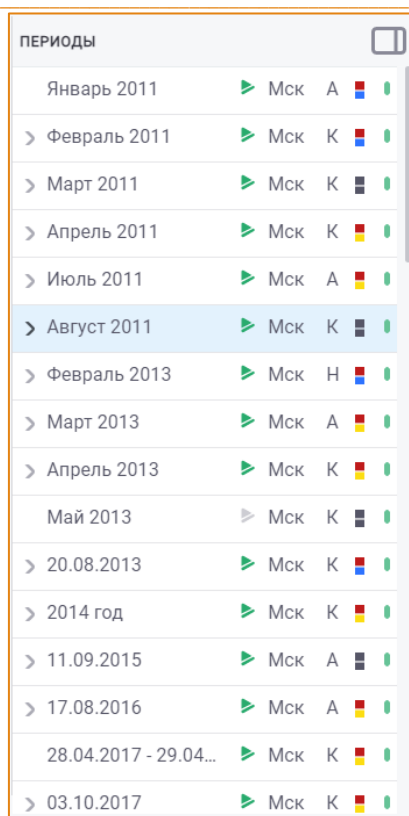 ПЕРИОДЫ
Январь 2011 Мск А
Февраль 2011 Мск К
Март 2011 Мск К
Апрель 2011 Мск К
Июль 2011 Мск А
Август 2011 Мск К
Февраль 2013 Мск Н
Март 2013 Мск А
Апрель 2013 Мск К
Май 2013 Мск К
20.08.2013 Мск К
2014 год Мск К
11.09.2015 Мск А
17.08.2016 Мск А
28.04.2017 - 29.04... Мск К
03.10.2017 Мск К